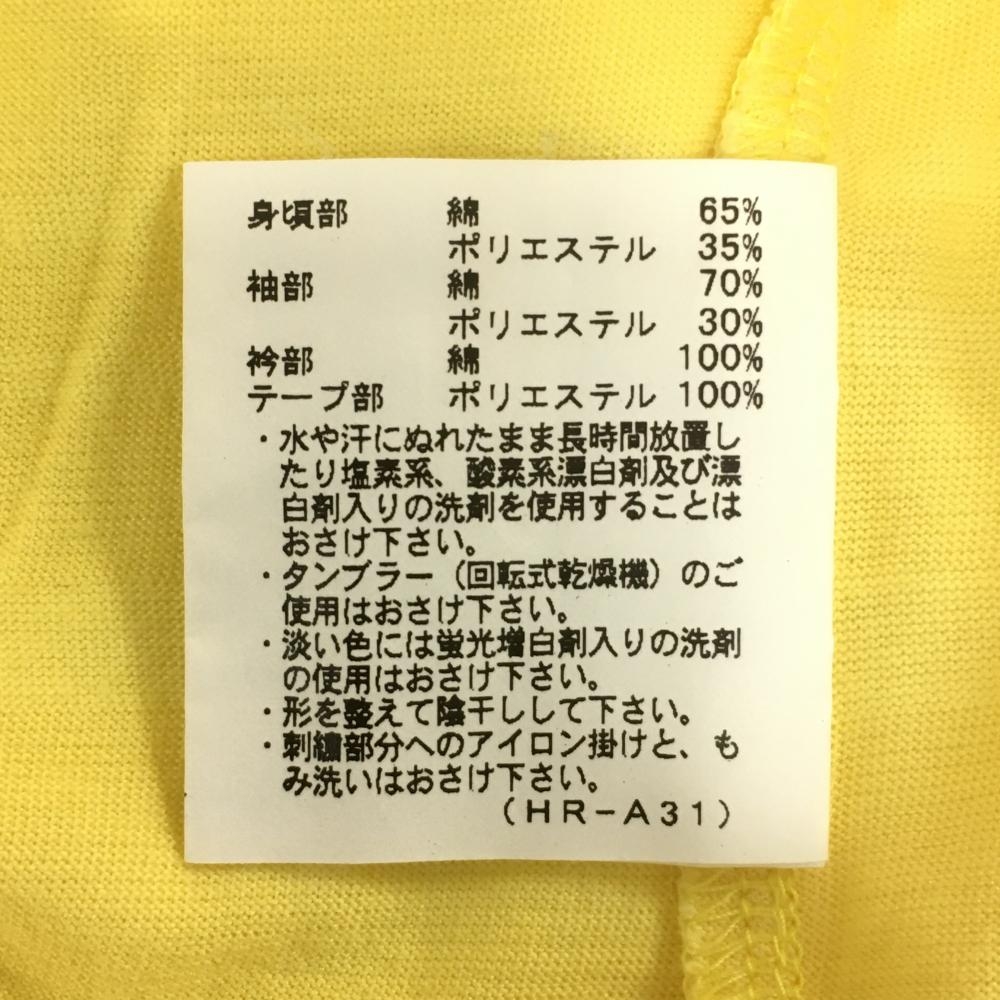 身頃部 綿 65%
ポリエステル 35%
袖部 綿 70%
ポリエステル 30%
衿部 綿 100%
テープ部 ポリエステル 100%
・水や汗にぬれたまま長時間放置し
たり塩素系、酸素系漂白剤及び漂
白剤入りの洗剤を使用することは
おさけ下さい。
・タンブラー（回転式乾燥機）のご
使用はおさけ下さい。
・淡い色には蛍光増白剤入りの洗剤
の使用はおさけ下さい。
・形を整えて陰干しして下さい。
・刺繍部分へのアイロン掛けと、も
み洗いはおさけ下さい。
（ＨＲ－Ａ３１）